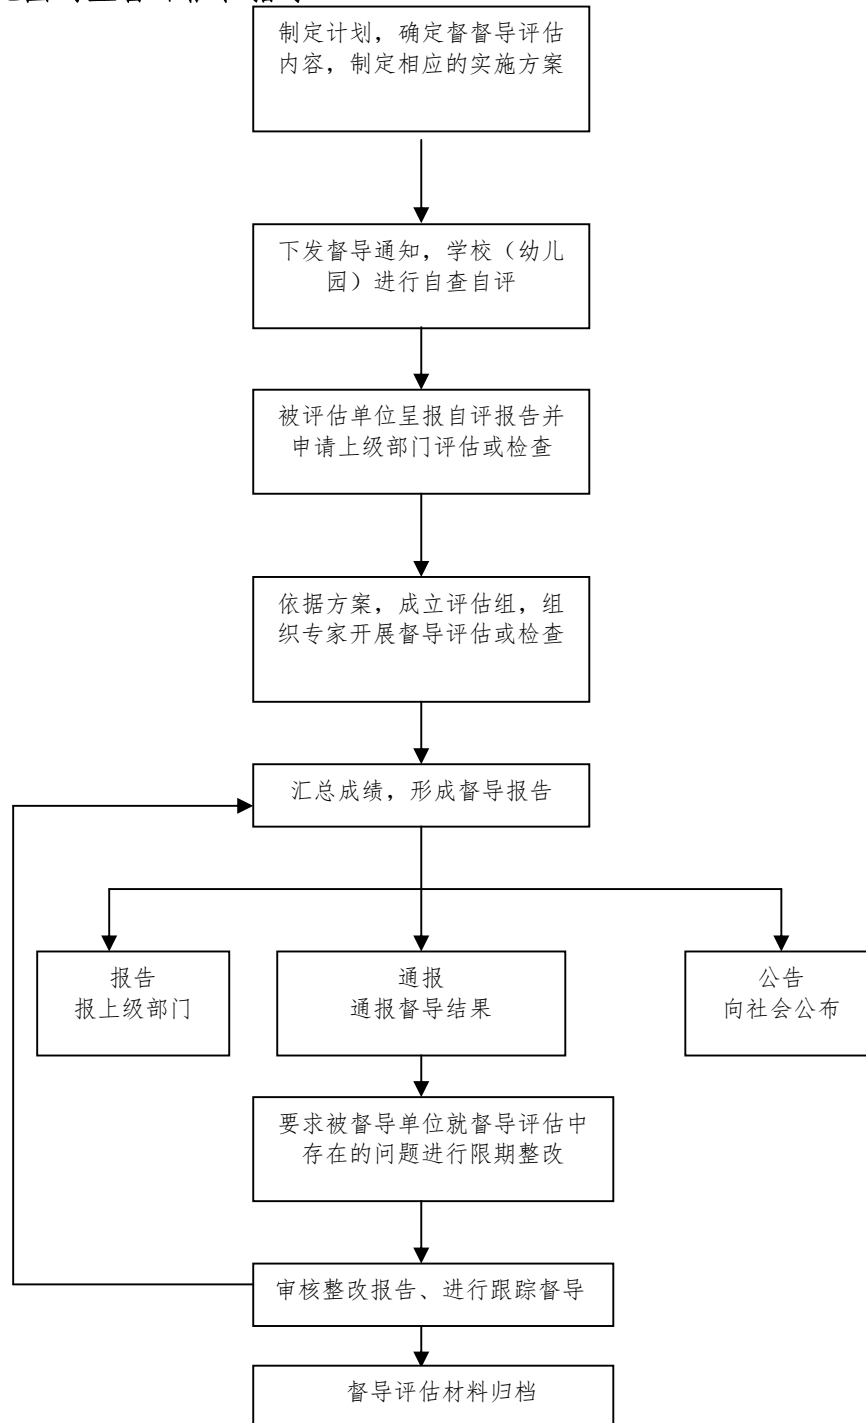 制定计划，确定督督导评估
内容，制定相应的实施方案
下发督导通知，学校（幼儿
园）进行自查自评
被评估单位呈报自评报告并
申请上级部门评估或检查
依据方案，成立评估组，组
织专家开展督导评估或检查
汇总成绩，形成督导报告
报告
报上级部门
通报
通报督导结果
公告
向社会公布
要求被督导单位就督导评估中
存在的问题进行限期整改
审核整改报告、进行跟踪督导
督导评估材料归档